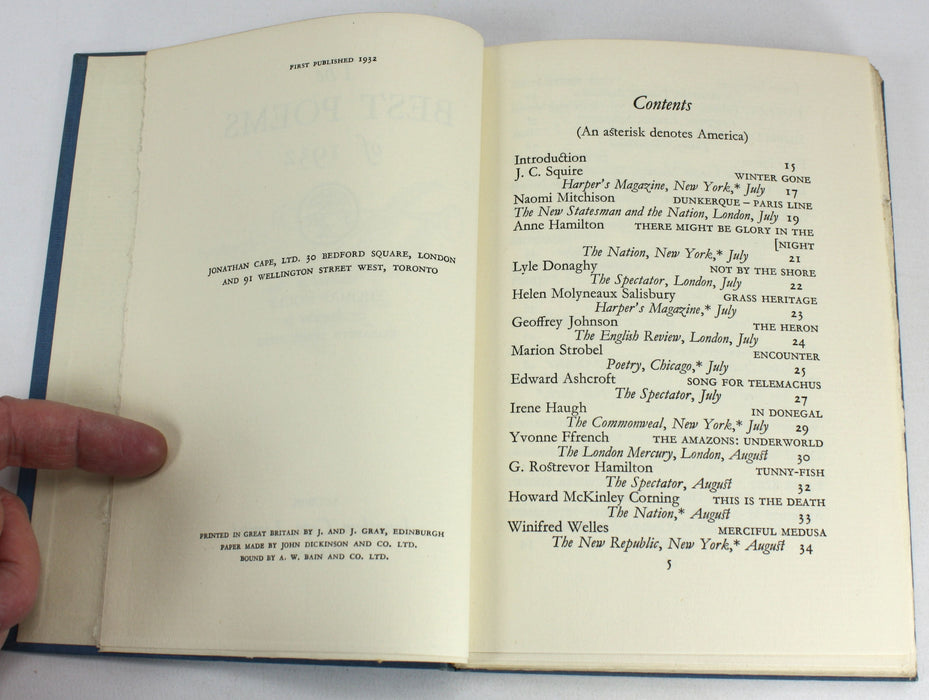 FIRST PUBLISHED 1932
JONATHAN CAPE, LTD. 30 BEDFORD SQUARE, LONDON
AND 91 WELLINGTON STREET WEST, TORONTO
PRINTED IN GREAT BRITAIN BY J. AND J. GRAY, EDINBURGH
PAPER MADE BY JOHN DICKINSON AND CO. LTD.
BOUND BY A. W. BAIN AND CO. LTD.
Contents
(An asterisk denotes America)
Introduction 15
J. C. Squire WINTER GONE
Harper's Magazine, New York,* July 17
Naomi Mitchison DUNKERQUE – PARIS LINE
The New Statesman and the Nation, London, July 19
Anne Hamilton THERE MIGHT BE GLORY IN THE
[NIGHT
The Nation, New York,* July 21
Lyle Donaghy NOT BY THE SHORE
The Spectator, London, July 22
Helen Molyneaux Salisbury GRASS HERITAGE
Harper's Magazine,* July 23
Geoffrey Johnson THE HERON
The English Review, London, July 24
Marion Strobel ENCOUNTER
Poetry, Chicago,* July 25
Edward Ashcroft SONG FOR TELEMACHUS
The Spectator, July 27
Irene Haugh IN DONEGAL
The Commonweal, New York,* July 29
Yvonne Ffrench THE AMAZONS: UNDERWORLD
The London Mercury, London, August 30
G. Rostrevor Hamilton TUNNY-FISH
The Spectator, August 32
Howard McKinley Corning THIS IS THE DEATH
The Nation,* August 33
Winifred Welles MERCIFUL MEDUSA
The New Republic, New York,* August 34
5